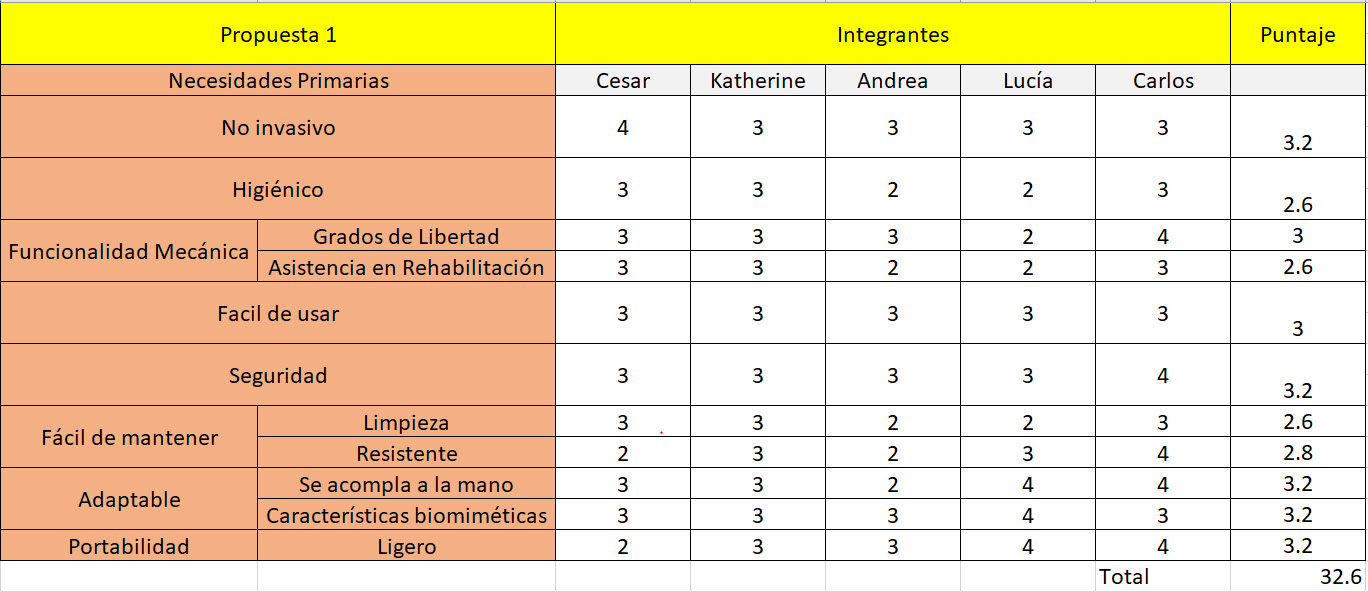 Propuesta 1 Integrantes Puntaje
Necesidades Primarias Cesar Katherine Andrea Lucía Carlos
No invasivo 4 3 3 3 3 3.2
Higiénico 3 3 2 2 3 2.6
Funcionalidad Mecánica
Grados de Libertad 3 3 3 2 4 3
Asistencia en Rehabilitación 3 3 2 2 3 2.6
Facil de usar 3 3 3 3 3 3
Seguridad 3 3 3 3 4 3.2
Fácil de mantener
Limpieza 3 3 2 2 3 2.6
Resistente 2 3 2 3 4 2.8
Adaptable
Se acompla a la mano 3 3 2 4 4 3.2
Características biomiméticas 3 3 3 4 3 3.2
Portabilidad Ligero 2 3 3 4 4 3.2
Total 32.6